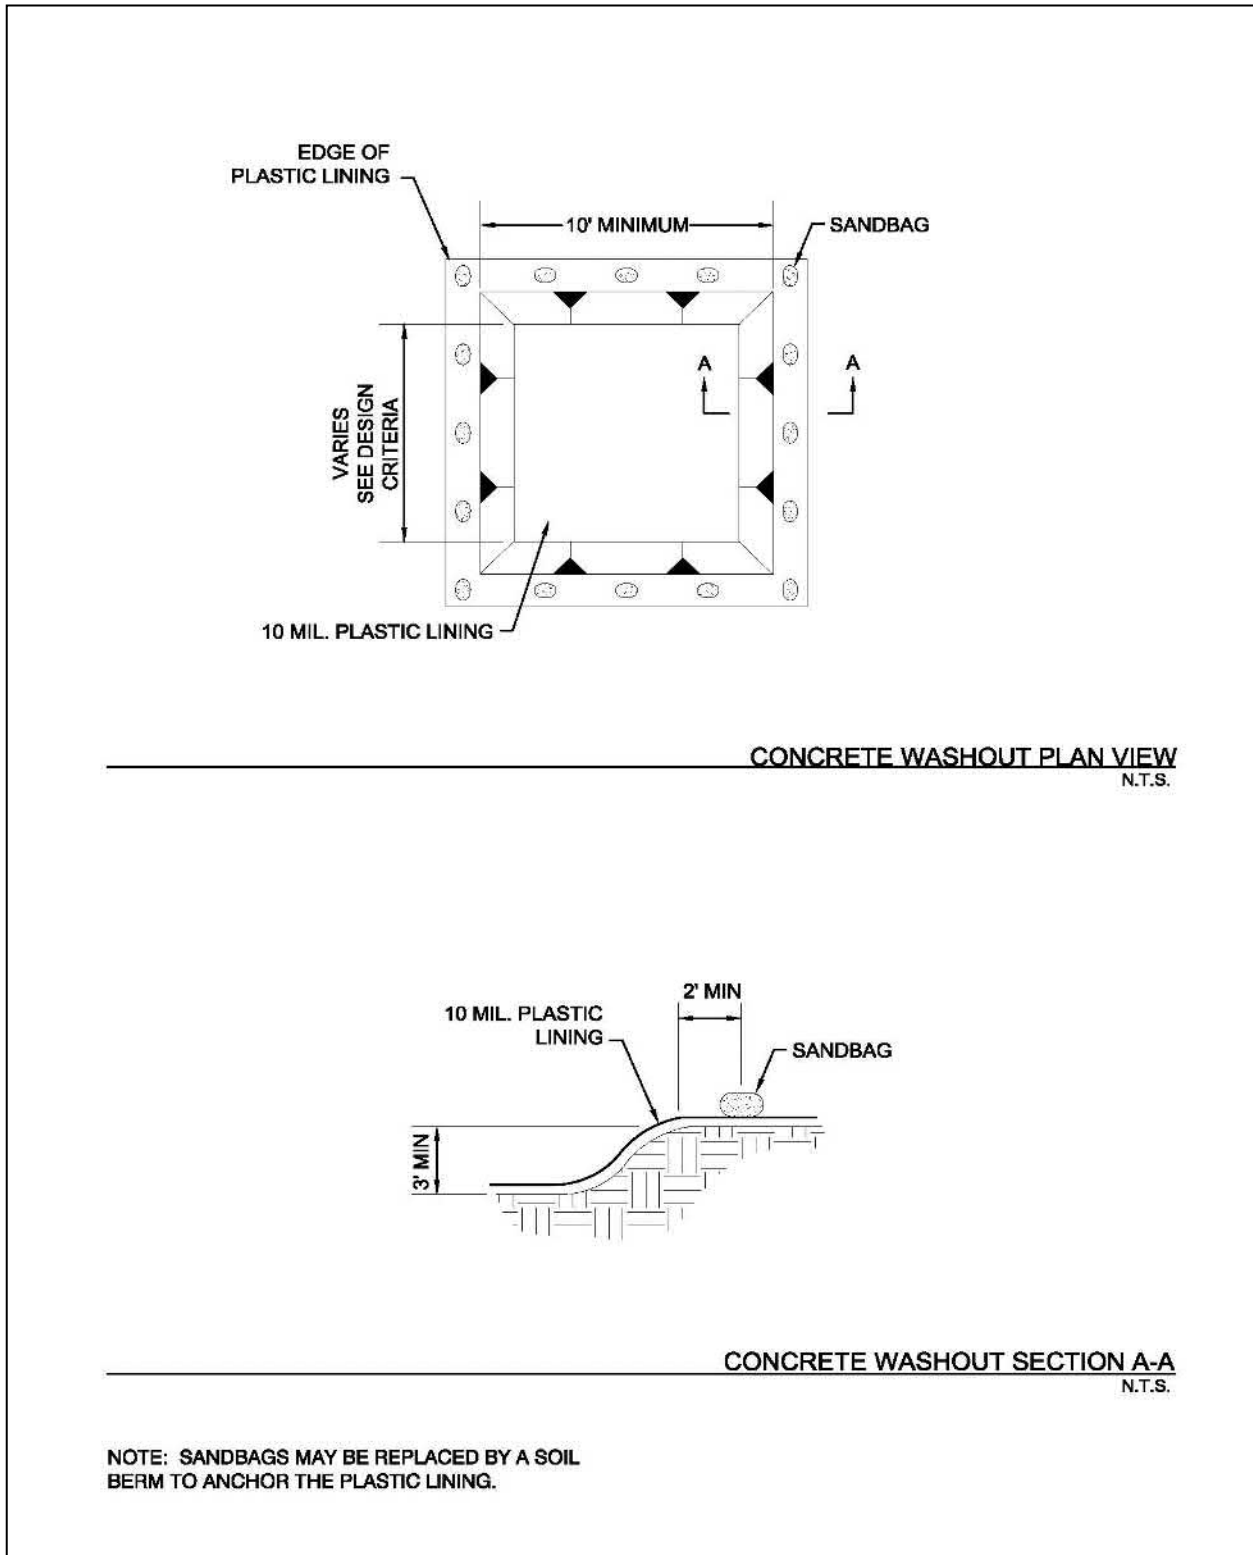 EDGE OF
PLASTIC LINING
10' MINIMUM
SANDBAG
A
A
VARIES
SEE DESIGN
CRITERIA
10 MIL. PLASTIC LINING
CONCRETE WASHOUT PLAN VIEW
N.T.S.
2' MIN
10 MIL. PLASTIC
LINING
SANDBAG
3' MIN
CONCRETE WASHOUT SECTION A-A
N.T.S.
NOTE: SANDBAGS MAY BE REPLACED BY A SOIL
BERM TO ANCHOR THE PLASTIC LINING.